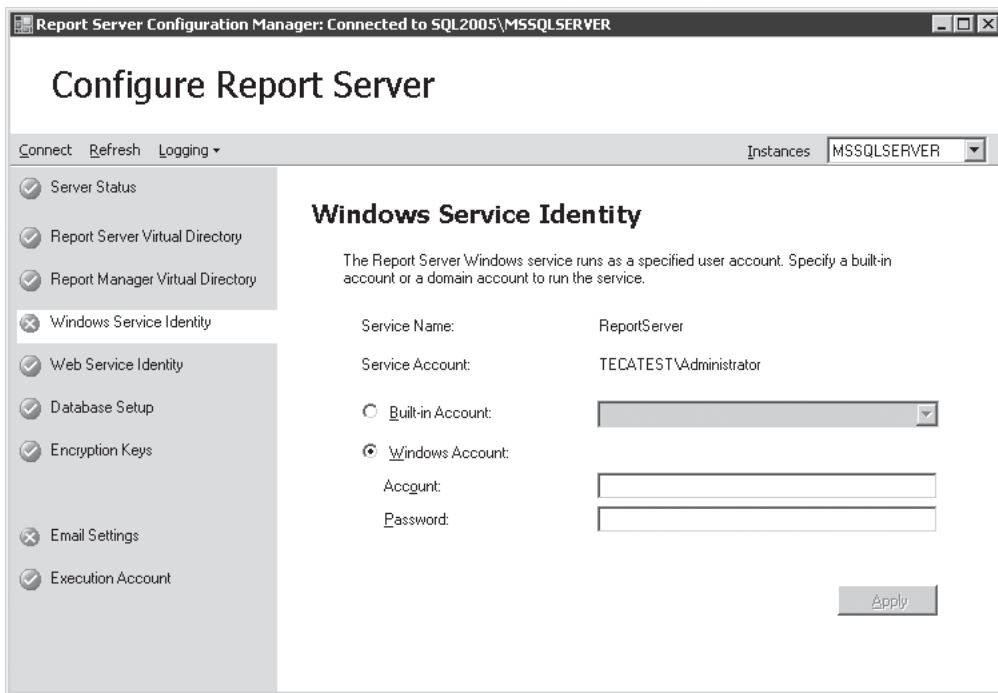 Report Server Configuration Manager: Connected to SQL2005\MSSQLSERVER
Configure Report Server
Connect Refresh Logging
Instances MSSQLSERVER
Server Status
Report Server Virtual Directory
Report Manager Virtual Directory
Windows Service Identity
Web Service Identity
Database Setup
Encryption Keys
Email Settings
Execution Account
Windows Service Identity
The Report Server Windows service runs as a specified user account. Specify a built-in
account or a domain account to run the service.
Service Name: ReportServer
Service Account: TECATEST\Administrator
Built-in Account:
Windows Account:
Account:
Password:
Apply